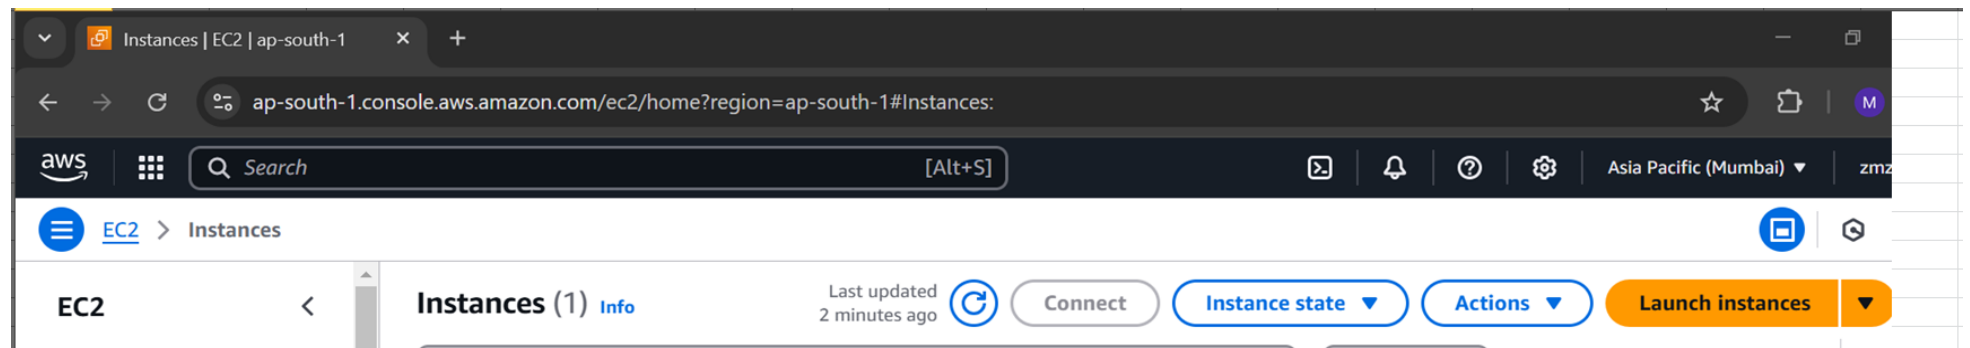 Instances | EC2 | ap-south-1
ap-south-1.console.aws.amazon.com/ec2/home?region=ap-south-1#Instances:
M
aws
Search
[Alt+S]
Asia Pacific (Mumbai)
zmz
EC2 > Instances
EC2
Instances (1) Info
Last updated
2 minutes ago
Connect
Instance state
Actions
Launch instances